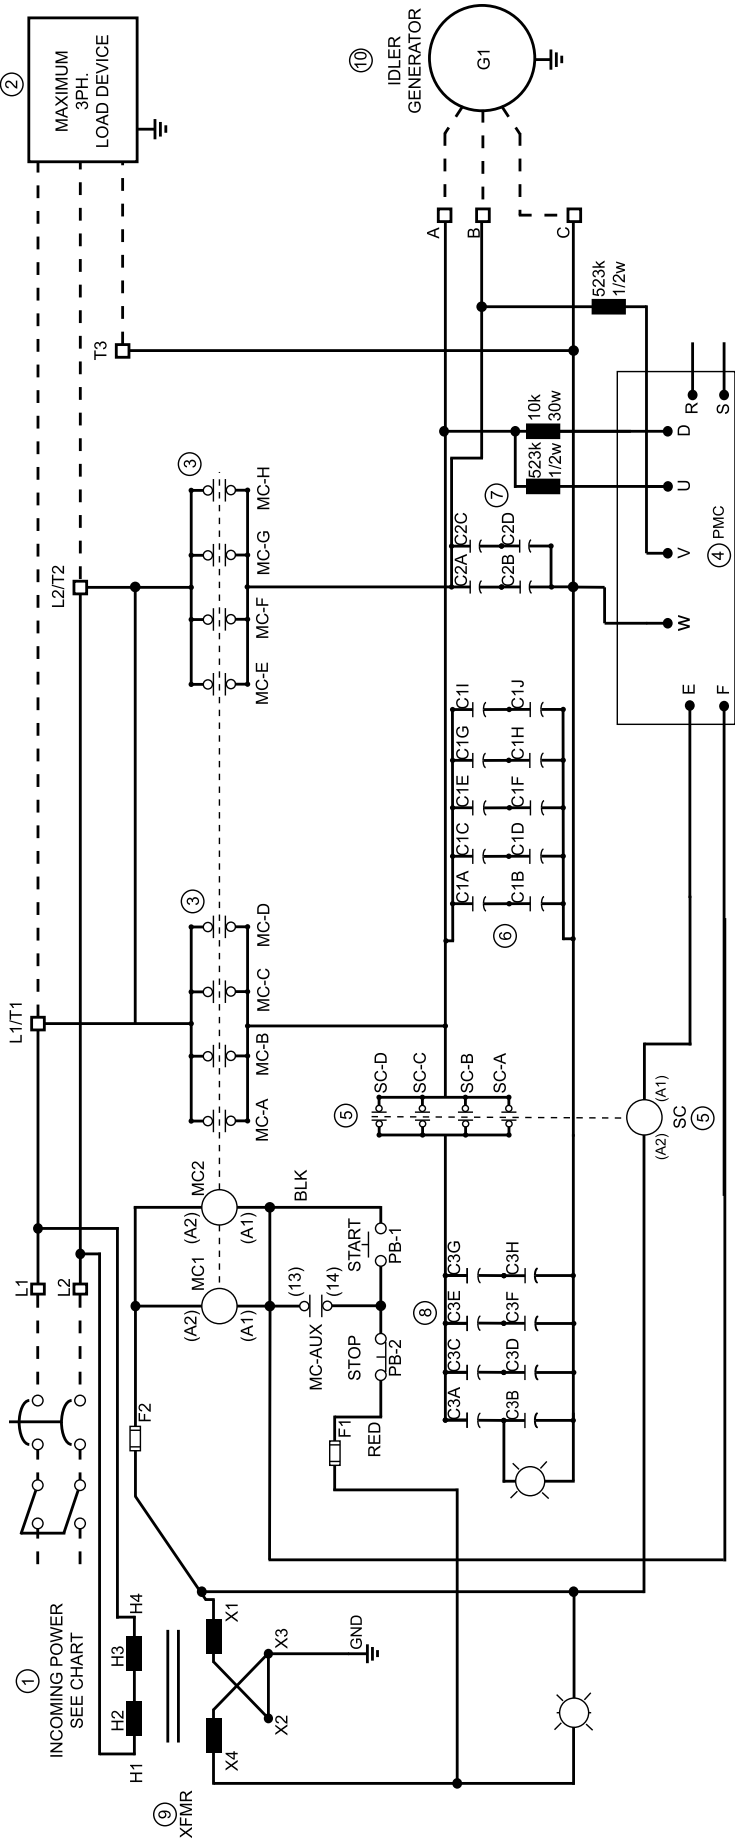 1
INCOMING POWER
SEE CHART
L1
L2
L1/T1
L2/T2
T3
2
MAXIMUM
3PH.
LOAD DEVICE
H1
H2
H3
H4
9
XFMR
X4
X1
X2
X3
GND
F2
(A2)
MC1
(A1)
(A2)
MC2
(A1)
BLK
(13)
MC-AUX
(14)
START
PB-1
STOP
PB-2
F1
RED
3
MC-A
MC-B
MC-C
MC-D
3
MC-E
MC-F
MC-G
MC-H
10
IDLER
GENERATOR
G1
A
B
C
5
SC-D
SC-C
SC-B
SC-A
8
C3A
C3C
C3E
C3G
C3B
C3D
C3F
C3H
C1A
C1C
C1E
C1G
C1I
C1B
C1D
C1F
C1H
C1J
6
C2A
C2C
C2B
C2D
7
523k
1/2w
10k
30w
523k
1/2w
(A2)
(A1)
SC
5
E
F
W
V
U
D
R
S
4
PMC